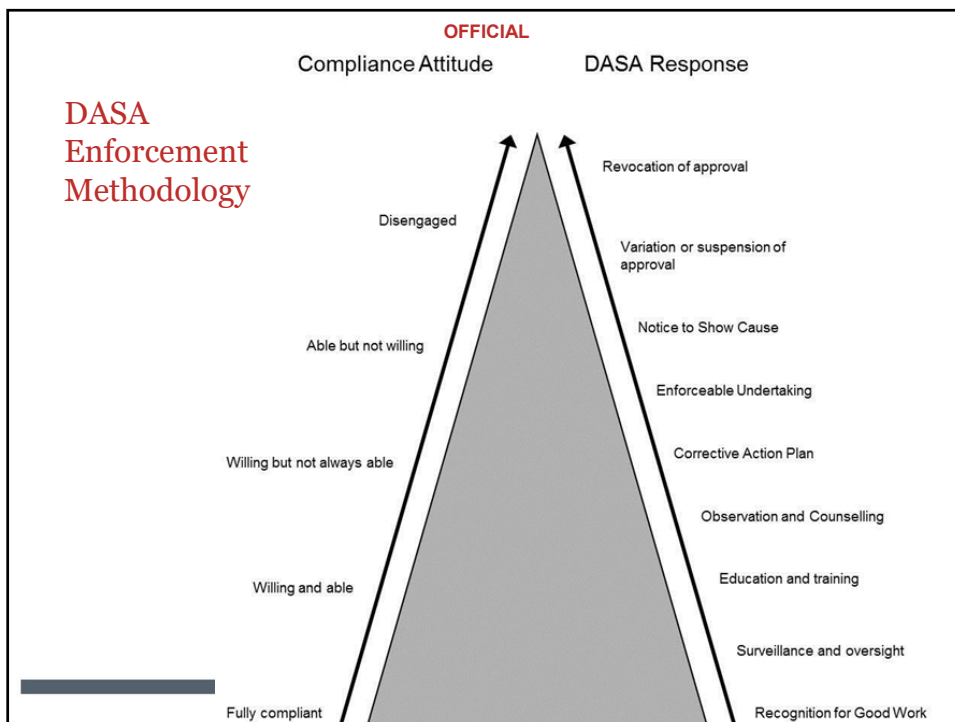 OFFICIAL
Compliance Attitude
DASA Response
DASA
Enforcement
Methodology
Revocation of approval
Disengaged
Variation or suspension of
approval
Notice to Show Cause
Able but not willing
Enforceable Undertaking
Corrective Action Plan
Willing but not always able
Observation and Counselling
Education and training
Willing and able
Surveillance and oversight
Fully compliant
Recognition for Good Work